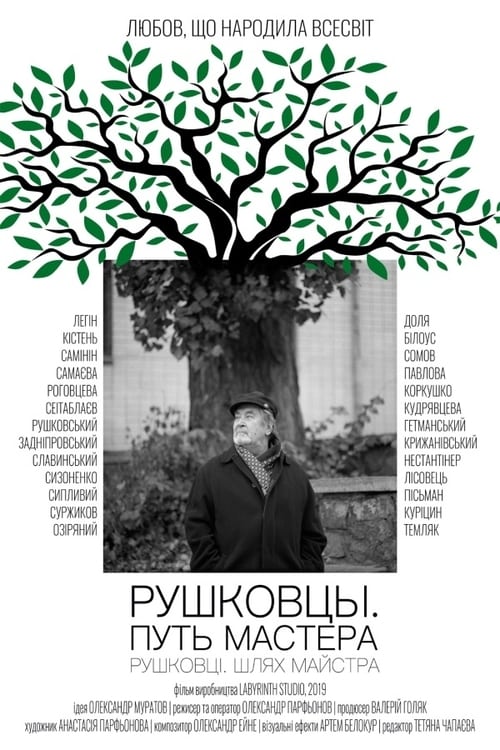 ЛЮБОВ, ЩО НАРОДИЛА ВСЕСВІТ
ЛЕГІН
КІСТЕНЬ
САМІНІН
САМАЄВА
РОГОВЦЕВА
СЕІТАБЛАЄВ
РУШКОВСЬКИЙ
ЗАДНІПРОВСЬКИЙ
СЛАВИНСЬКИЙ
СИЗОНЕНКО
СИПЛИВИЙ
СУРЖИКОВ
ОЗІРЯНИЙ
ДОЛЯ
БІЛОУС
СОМОВ
ПАВЛОВА
КОРКУШКО
КУДРЯВЦЕВА
ГЕТМАНСЬКИЙ
КРИЖАНІВСЬКИЙ
НЕСТАНТІНЕР
ЛІСОВЕЦЬ
ПІСЬМАН
КУРІЦИН
ТЕМЛЯК
РУШКОВЦЫ.
ПУТЬ МАСТЕРА
РУШКОВЦІ. ШЛЯХ МАЙСТРА
фільм виробництва LABYRINTH STUDIO, 2019
ідея ОЛЕКСАНДР МУРАТОВ | режисер та оператор ОЛЕКСАНДР ПАРФЬОНОВ | продюсер ВАЛЕРІЙ ГОЛЯК
художник АНАСТАСІЯ ПАРФЬОНОВА | композитор ОЛЕКСАНДР ЕЙНЕ | візуальні ефекти АРТЕМ БЕЛОКУР | редактор ТЕТЯНА ЧАПАЄВА